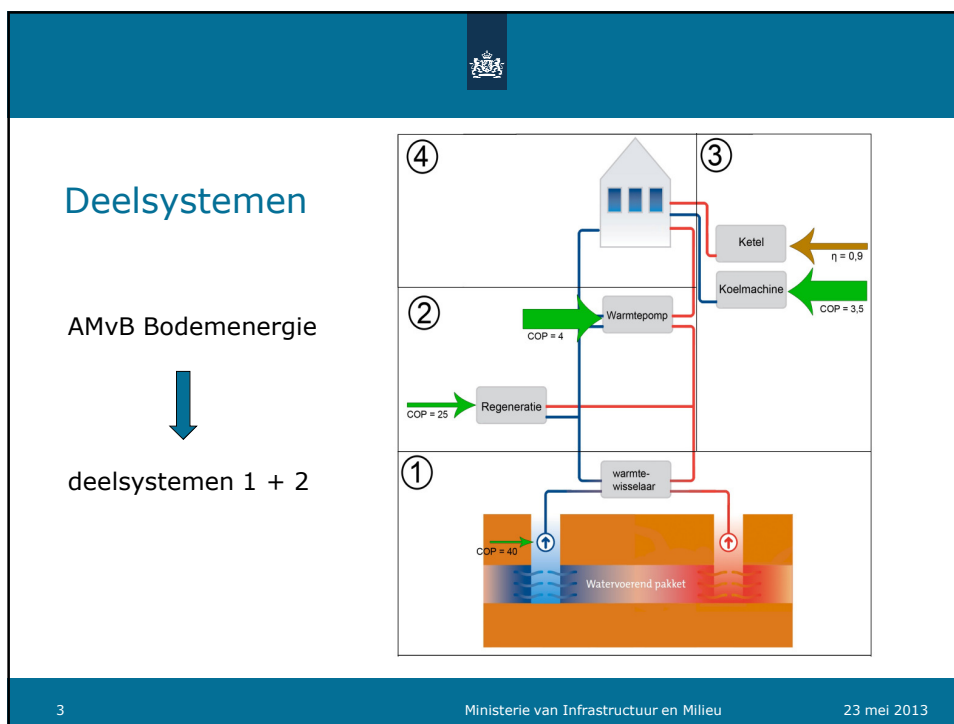 Deelsystemen
AMvB Bodemenergie
deelsystemen 1 + 2
4
3
Ketel
η = 0,9
Koelmachine
COP = 3,5
2
Warmtepomp
COP = 4
Regeneratie
COP = 25
1
warmte-
wisselaar
COP = 40
Watervoerend pakket
3
Ministerie van Infrastructuur en Milieu
23 mei 2013